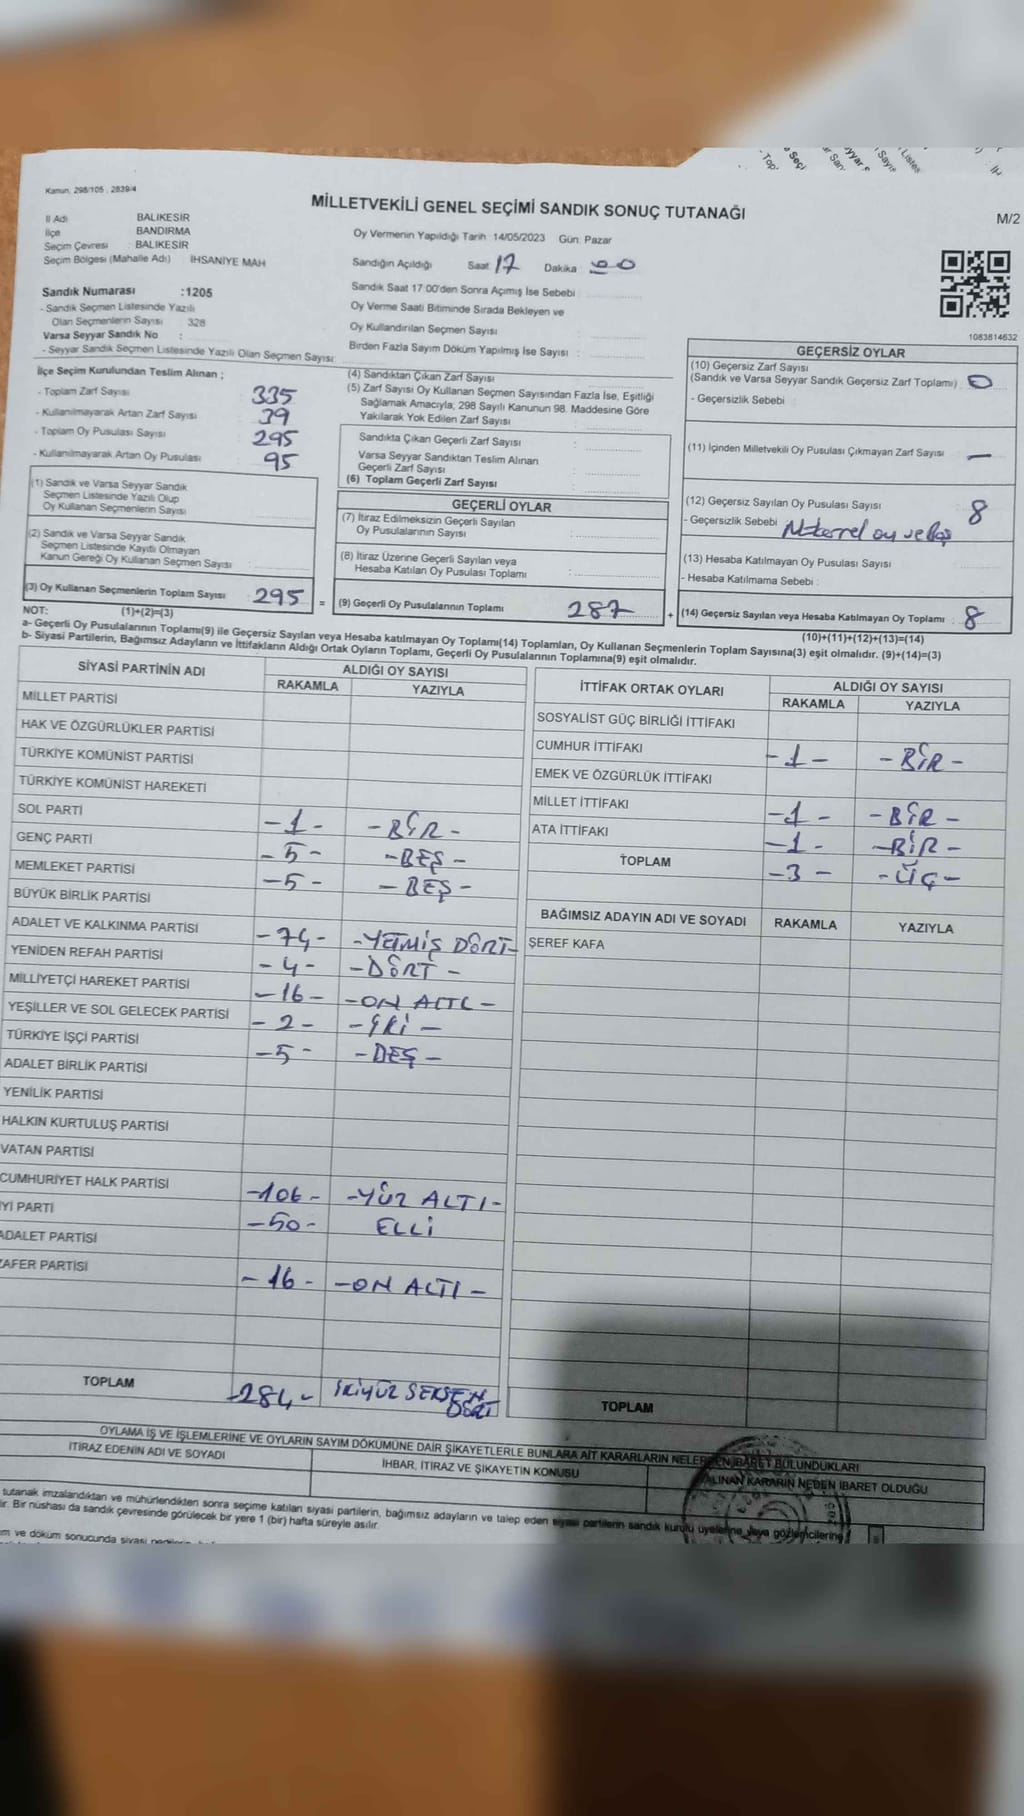 Kanun, 298/105 , 2839/4
MİLLETVEKİLİ GENEL SEÇİMİ SANDIK SONUÇ TUTANAĞI
M/2
İl Adı BALIKESİR
İlçe BANDIRMA
Seçim Çevresi : BALIKESİR
Seçim Bölgesi (Mahalle Adı) : İHSANİYE MAH
Sandık Numarası :1205
- Sandık Seçmen Listesinde Yazılı
Olan Seçmenlerin Sayısı 328
Varsa Seyyar Sandık No :
- Seyyar Sandık Seçmen Listesinde Yazılı Olan Seçmen Sayısı
Oy Vermenin Yapıldığı Tarih 14/05/2023 Gün: Pazar
Sandığın Açıldığı Saat 17 Dakika 00
Sandık Saat 17:00'den Sonra Açımış İse Sebebi :
Oy Verme Saati Bitiminde Sırada Bekleyen ve
Oy Kullandırılan Seçmen Sayısı :
Birden Fazla Sayım Döküm Yapılmış İse Sayısı :
1083814632
İlçe Seçim Kurulundan Teslim Alınan ;
- Toplam Zarf Sayısı 335
- Kullanılmayarak Artan Zarf Sayısı 39
- Toplam Oy Pusulası Sayısı 295
- Kullanılmayarak Artan Oy Pusulası 95
(1) Sandık ve Varsa Seyyar Sandık
Seçmen Listesinde Yazılı Olup
Oy Kullanan Seçmenlerin Sayısı
(2) Sandık ve Varsa Seyyar Sandık
Seçmen Listesinde Kayıtlı Olmayan
Kanun Gereği Oy Kullanan Seçmen Sayısı
(3) Oy Kullanan Seçmenlerin Toplam Sayısı 295 =
(4) Sandıktan Çıkan Zarf Sayısı
(5) Zarf Sayısı Oy Kullanan Seçmen Sayısından Fazla İse, Eşitliği
Sağlamak Amacıyla, 298 Sayılı Kanunun 98. Maddesine Göre
Yakılarak Yok Edilen Zarf Sayısı :
Sandıkta Çıkan Geçerli Zarf Sayısı :
Varsa Seyyar Sandıktan Teslim Alınan
Geçerli Zarf Sayısı :
(6) Toplam Geçerli Zarf Sayısı :
GEÇERLİ OYLAR
(7) İtiraz Edilmeksizin Geçerli Sayılan
Oy Pusulalarının Sayısı :
(8) İtiraz Üzerine Geçerli Sayılan veya
Hesaba Katılan Oy Pusulası Toplamı :
(9) Geçerli Oy Pusulalarının Toplamı 287 +
GEÇERSİZ OYLAR
(10) Geçersiz Zarf Sayısı
(Sandık ve Varsa Seyyar Sandık Geçersiz Zarf Toplamı) : 0
- Geçersizlik Sebebi :
(11) İçinden Milletvekili Oy Pusulası Çıkmayan Zarf Sayısı : —
(12) Geçersiz Sayılan Oy Pusulası Sayısı : 8
- Geçersizlik Sebebi
(13) Hesaba Katılmayan Oy Pusulası Sayısı :
- Hesaba Katılmama Sebebi :
(14) Geçersiz Sayılan veya Hesaba Katılmayan Oy Toplamı : 8
NOT: (1)+(2)=(3)
(10)+(11)+(12)+(13)=(14)
a- Geçerli Oy Pusulalarının Toplamı(9) ile Geçersiz Sayılan veya Hesaba katılmayan Oy Toplamı(14) Toplamları, Oy Kullanan Seçmenlerin Toplam Sayısına(3) eşit olmalıdır. (9)+(14)=(3)
b- Siyasi Partilerin, Bağımsız Adayların ve İttifakların Aldığı Ortak Oyların Toplamı, Geçerli Oy Pusulalarının Toplamına(9) eşit olmalıdır.
SİYASİ PARTİNİN ADI ALDIĞI OY SAYISI
RAKAMLA YAZIYLA
MİLLET PARTİSİ
HAK VE ÖZGÜRLÜKLER PARTİSİ
TÜRKİYE KOMÜNİST PARTİSİ
TÜRKİYE KOMÜNİST HAREKETİ
SOL PARTİ -1- -BİR-
GENÇ PARTİ -5- -BEŞ-
MEMLEKET PARTİSİ -5- -BEŞ-
BÜYÜK BİRLİK PARTİSİ
ADALET VE KALKINMA PARTİSİ -74- -YETMİŞ DÖRT-
YENİDEN REFAH PARTİSİ -4- -DÖRT-
MİLLİYETÇİ HAREKET PARTİSİ -16- -ON ALTI-
YEŞİLLER VE SOL GELECEK PARTİSİ -2- -İKİ-
TÜRKİYE İŞÇİ PARTİSİ -5- -BEŞ-
ADALET BİRLİK PARTİSİ
YENİLİK PARTİSİ
HALKIN KURTULUŞ PARTİSİ
VATAN PARTİSİ
CUMHURİYET HALK PARTİSİ -106- -YÜZ ALTI-
İYİ PARTİ -50- ELLİ
ADALET PARTİSİ
ZAFER PARTİSİ -16- -ON ALTI-
TOPLAM -284- İKİYÜZ SEKSEN DÖRT
İTTİFAK ORTAK OYLARI ALDIĞI OY SAYISI
RAKAMLA YAZIYLA
SOSYALİST GÜÇ BİRLİĞİ İTTİFAKI
CUMHUR İTTİFAKI -1- -BİR-
EMEK VE ÖZGÜRLÜK İTTİFAKI
MİLLET İTTİFAKI -1- -BİR-
ATA İTTİFAKI -1- -BİR-
TOPLAM -3- -ÜÇ-
BAĞIMSIZ ADAYIN ADI VE SOYADI RAKAMLA YAZIYLA
ŞEREF KAFA
TOPLAM
OYLAMA İŞ VE İŞLEMLERİNE VE OYLARIN SAYIM DÖKÜMÜNE DAİR ŞİKAYETLERLE BUNLARA AİT KARARLARIN NELERDEN İBARET BULUNDUKLARI
İTİRAZ EDENİN ADI VE SOYADI İHBAR, İTİRAZ VE ŞİKAYETİN KONUSU ALINAN KARARIN NEDEN İBARET OLDUĞU
tutanak imzalandıktan ve mühürlendikten sonra seçime katılan siyasi partilerin, bağımsız adayların ve talep eden siyasi partilerin sandık kurulu üyelerine veya gözlemcilerine
ir. Bir nüshası da sandık çevresinde görülecek bir yere 1 (bir) hafta süreyle asılır.
m ve döküm sonucunda siyasi